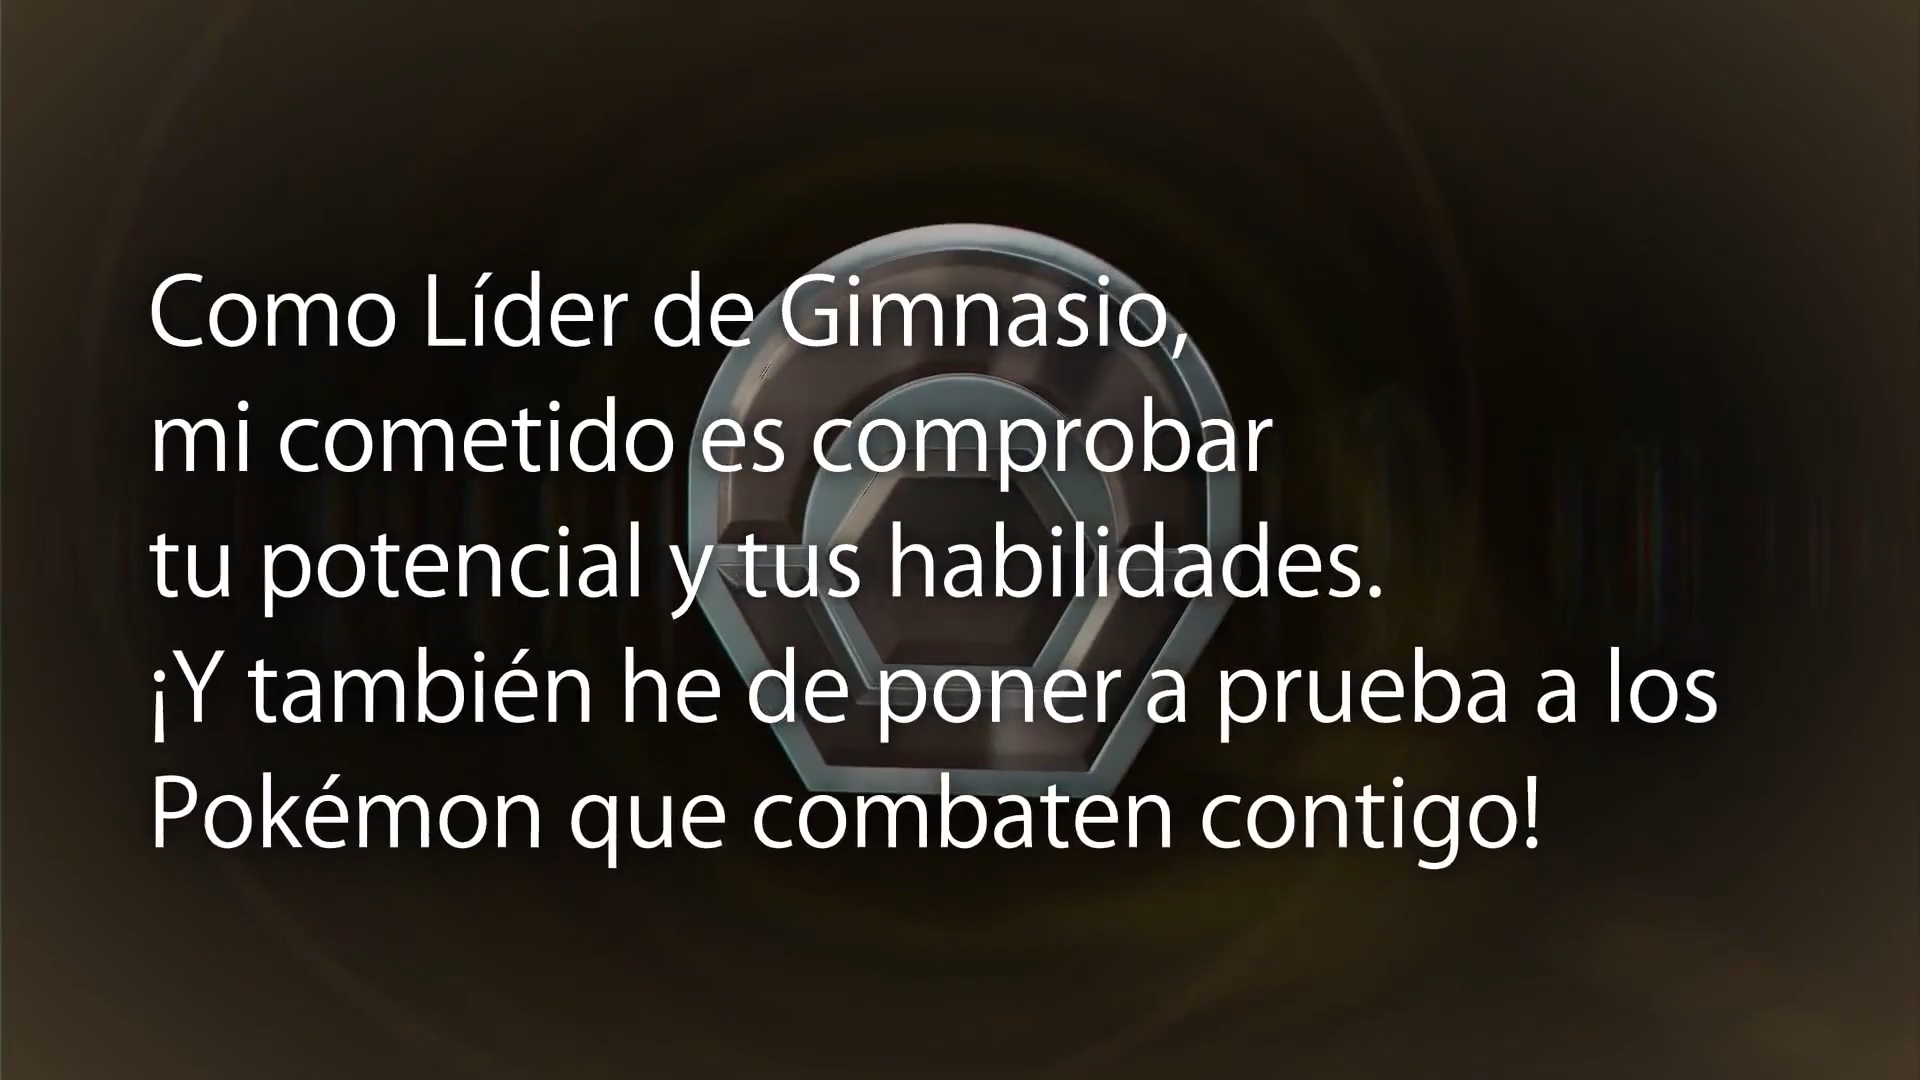 Como Líder de Gimnasio,
mi cometido es comprobar
tu potencial y tus habilidades.
¡Y también he de poner a prueba a los
Pokémon que combaten contigo!